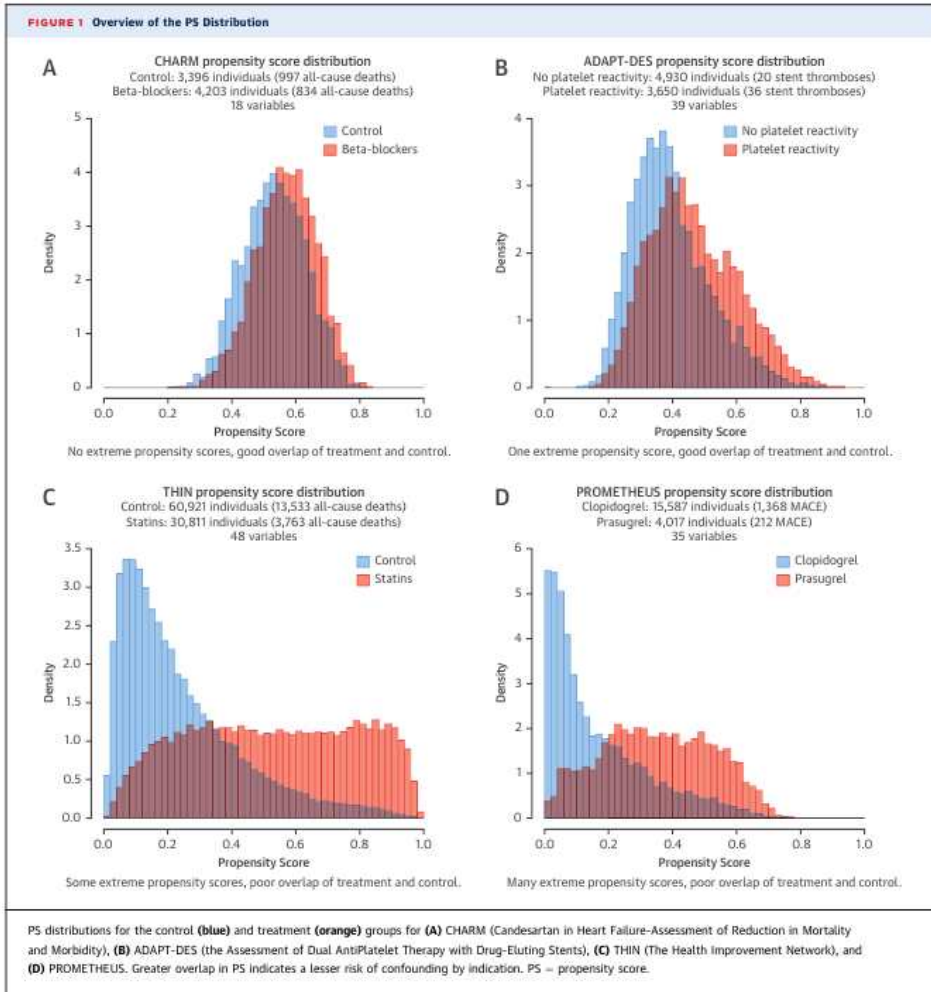 FIGURE 1 Overview of the PS Distribution
A
CHARM propensity score distribution
Control: 3,396 individuals (997 all-cause deaths)
Beta-blockers: 4,203 individuals (834 all-cause deaths)
18 variables
5
4
3
2
1
0
Density
Control
Beta-blockers
0.0 0.2 0.4 0.6 0.8 1.0
Propensity Score
No extreme propensity scores, good overlap of treatment and control.
B
ADAPT-DES propensity score distribution
No platelet reactivity: 4,930 individuals (20 stent thromboses)
Platelet reactivity: 3,650 individuals (36 stent thromboses)
39 variables
4
3
2
1
0
Density
No platelet reactivity
Platelet reactivity
0.0 0.2 0.4 0.6 0.8 1.0
Propensity Score
One extreme propensity score, good overlap of treatment and control.
C
THIN propensity score distribution
Control: 60,921 individuals (13,533 all-cause deaths)
Statins: 30,811 individuals (3,763 all-cause deaths)
48 variables
3.5
3.0
2.5
2.0
1.5
1.0
0.5
0.0
Density
Control
Statins
0.0 0.2 0.4 0.6 0.8 1.0
Propensity Score
Some extreme propensity scores, poor overlap of treatment and control.
D
PROMETHEUS propensity score distribution
Clopidogrel: 15,587 individuals (1,368 MACE)
Prasugrel: 4,017 individuals (212 MACE)
35 variables
6
5
4
3
2
1
0
Density
Clopidogrel
Prasugrel
0.0 0.2 0.4 0.6 0.8 1.0
Propensity Score
Many extreme propensity scores, poor overlap of treatment and control.
PS distributions for the control (blue) and treatment (orange) groups for (A) CHARM (Candesartan in Heart Failure-Assessment of Reduction in Mortality
and Morbidity), (B) ADAPT-DES (the Assessment of Dual AntiPlatelet Therapy with Drug-Eluting Stents), (C) THIN (The Health Improvement Network), and
(D) PROMETHEUS. Greater overlap in PS indicates a lesser risk of confounding by indication. PS = propensity score.